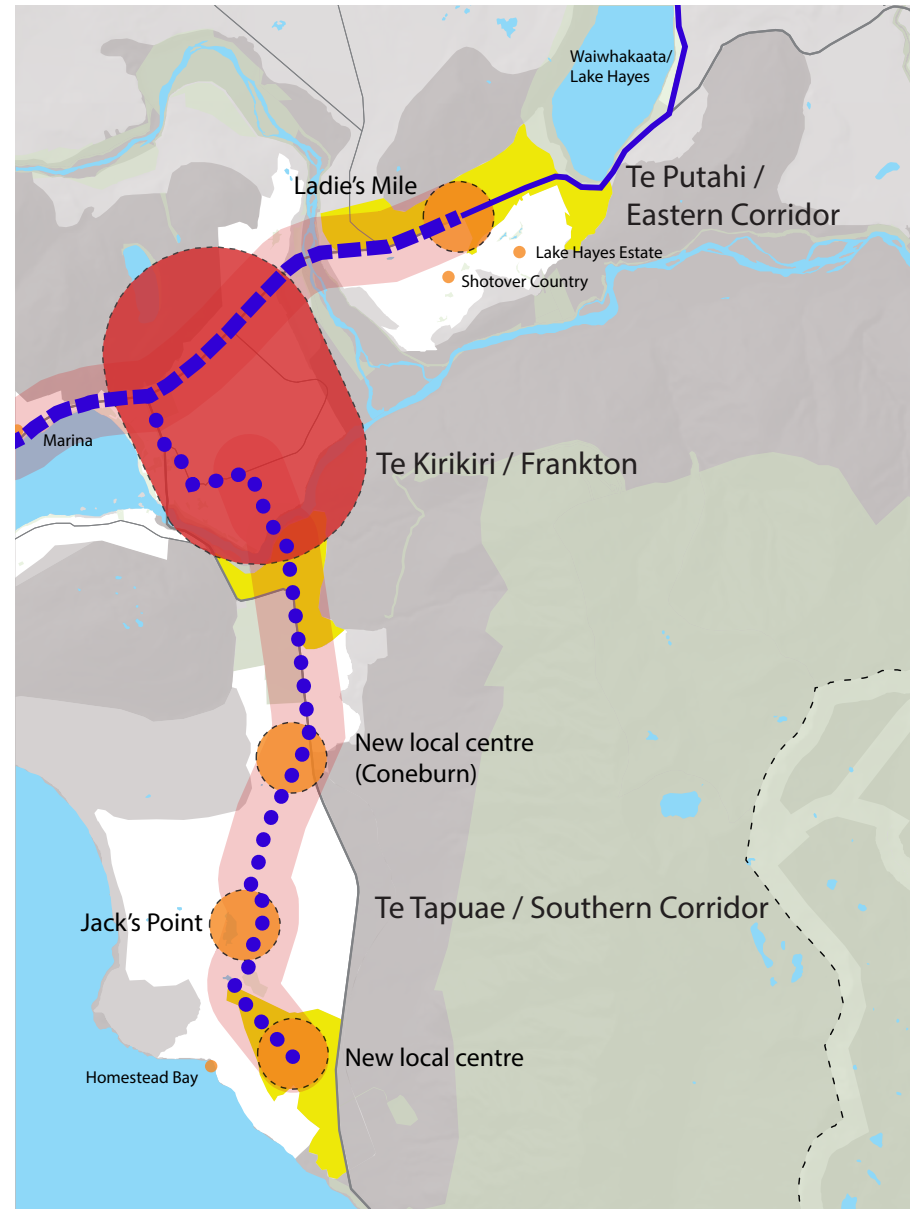 Waiwhakaata/
Lake Hayes
Ladie's Mile
Te Putahi /
Eastern Corridor
Lake Hayes Estate
Shotover Country
Marina
Te Kirikiri / Frankton
New local centre
(Coneburn)
Jack's Point
Te Tapuae / Southern Corridor
New local centre
Homestead Bay